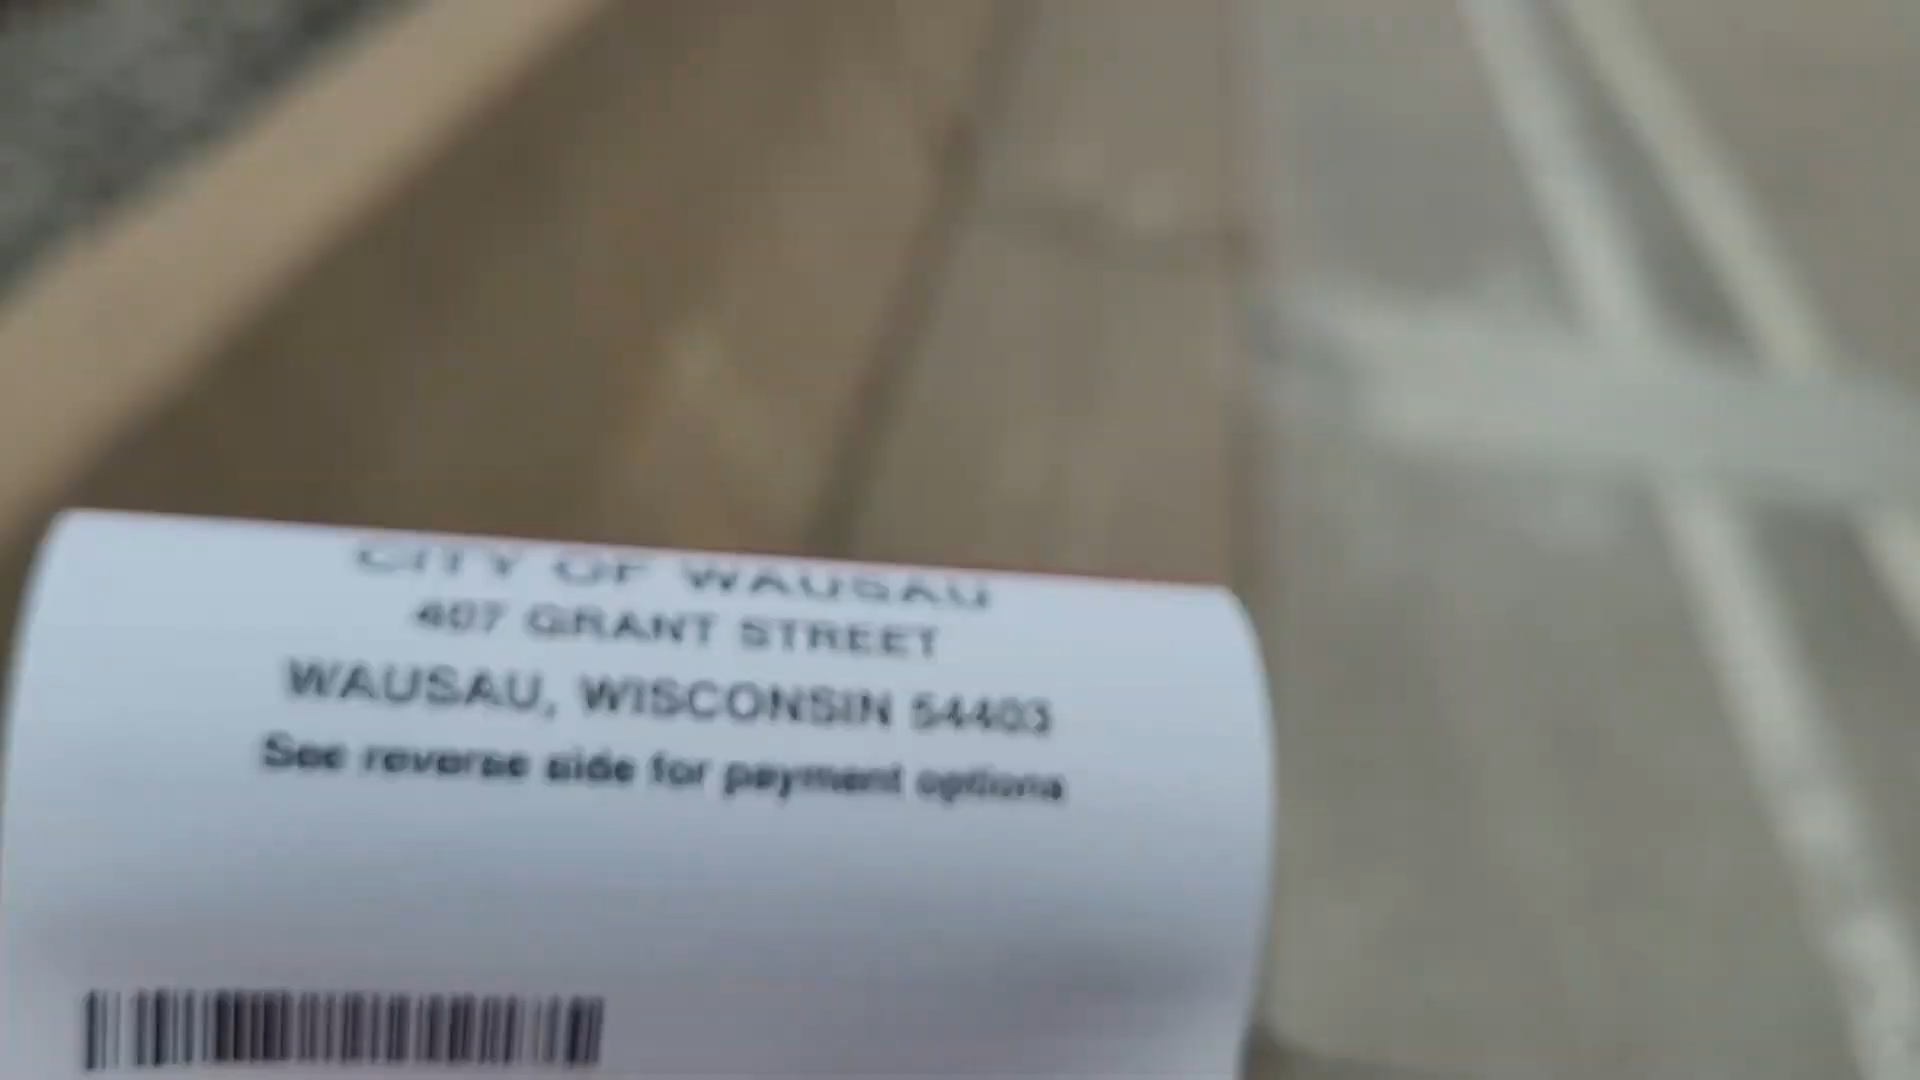 CITY OF WAUSAU
407 GRANT STREET
WAUSAU, WISCONSIN 54403
See reverse side for payment options